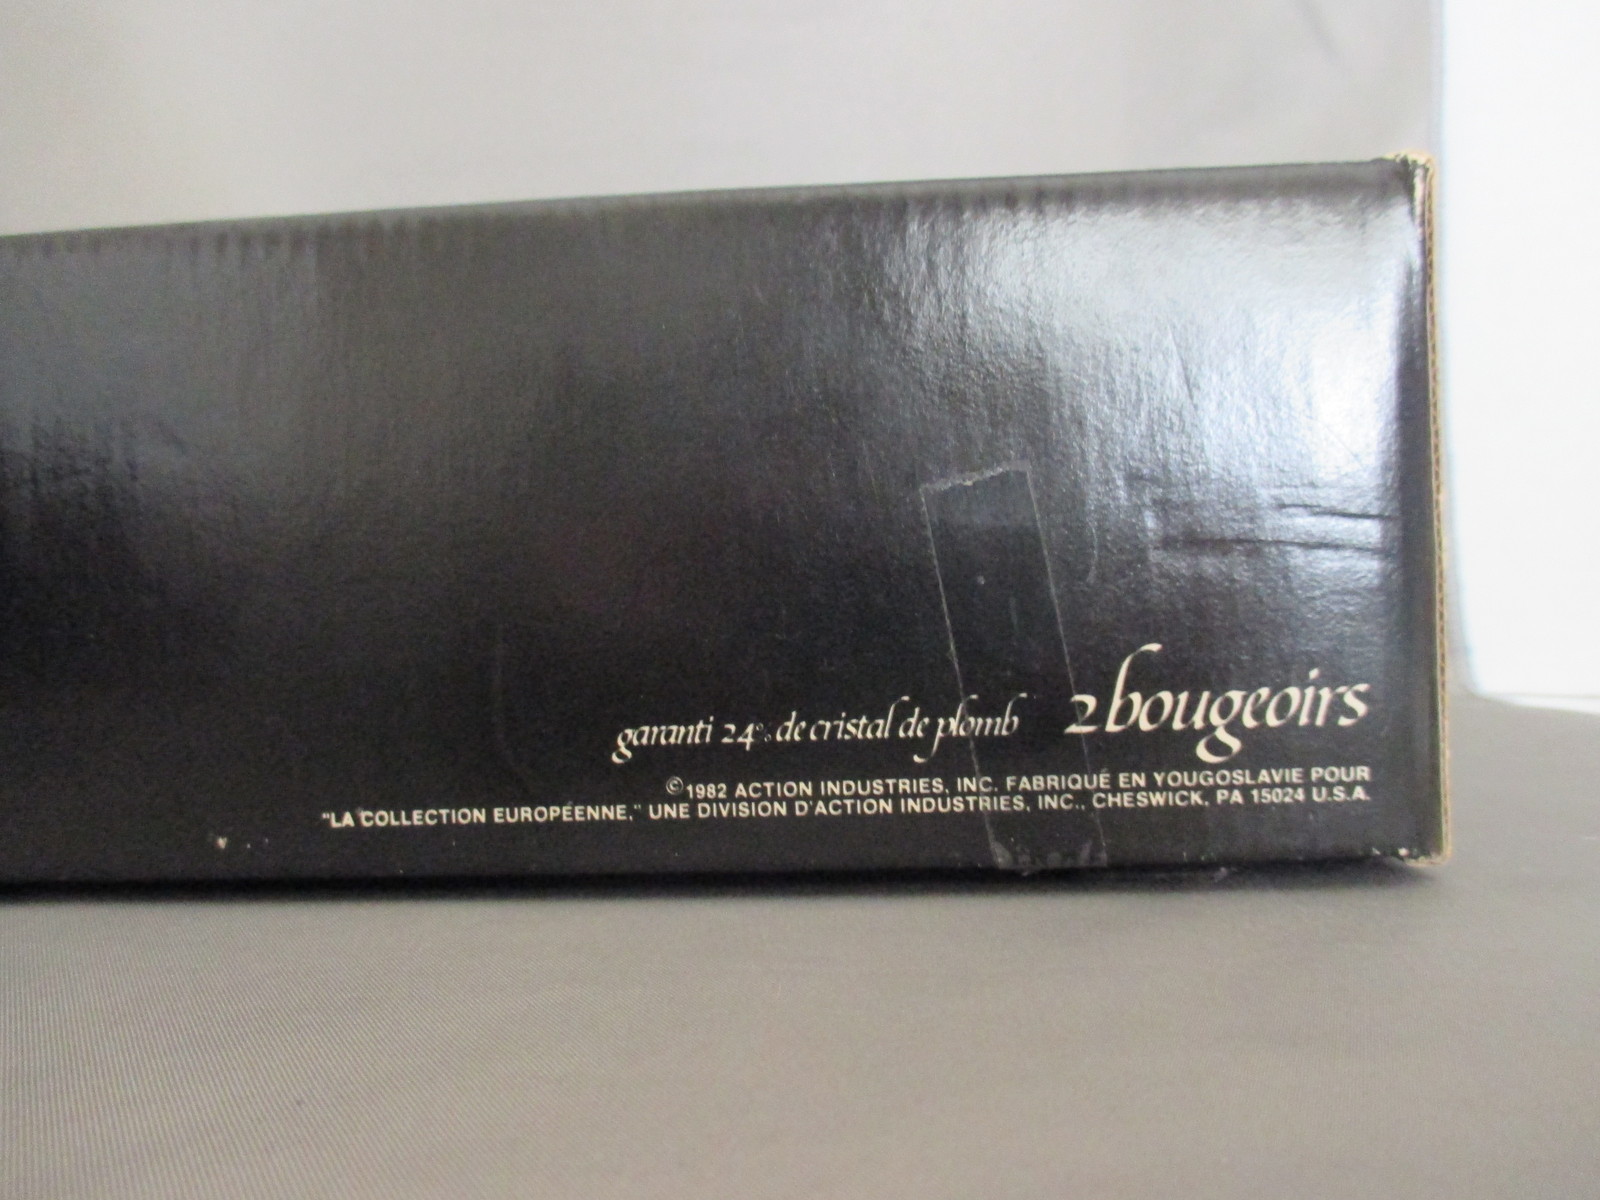 garanti 24% de cristal de plomb 2 bougeoirs
©1982 ACTION INDUSTRIES, INC. FABRIQUÉ EN YOUGOSLAVIE POUR
"LA COLLECTION EUROPÉENNE," UNE DIVISION D'ACTION INDUSTRIES, INC., CHESWICK, PA 15024 U.S.A.